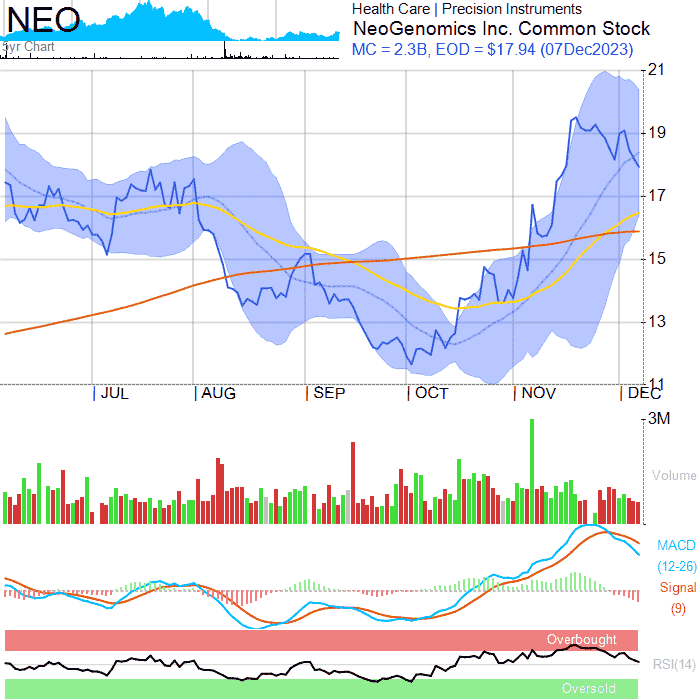 NEO
5yr Chart
Health Care | Precision Instruments
NeoGenomics Inc. Common Stock
MC = 2.3B, EOD = $17.94 (07Dec2023)
21
19
17
15
13
11
JUL
AUG
SEP
OCT
NOV
DEC
3M
Volume
MACD
(12-26)
Signal
(9)
Overbought
RSI(14)
Oversold